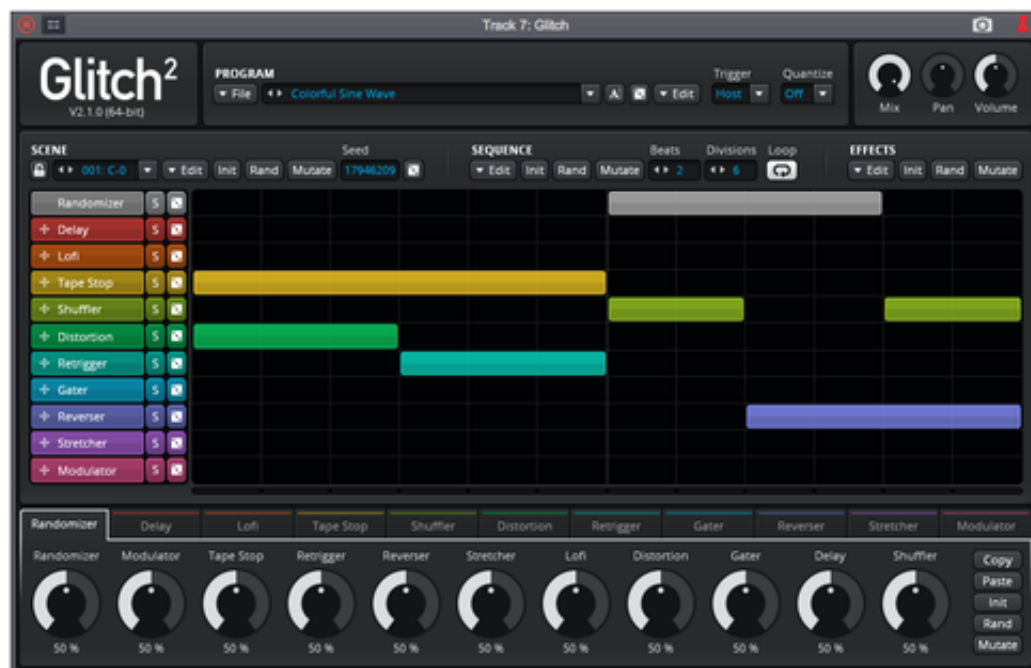 Track 7: Glitch
Glitch2
V2.1.0 (64-bit)
PROGRAM
File Colorful Sine Wave A Edit
Trigger Quantize
Host Off
Mix Pan Volume
SCENE Seed SEQUENCE Beats Divisions Loop EFFECTS
001: C-0 Edit Init Rand Mutate 17946209 Edit Init Rand Mutate 2 6 Edit Init Rand Mutate
Randomizer S
Delay S
Lofi S
Tape Stop S
Shuffler S
Distortion S
Retrigger S
Gater S
Reverser S
Stretcher S
Modulator S
Randomizer Delay Lofi Tape Stop Shuffler Distortion Retrigger Gater Reverser Stretcher Modulator
Randomizer Modulator Tape Stop Retrigger Reverser Stretcher Lofi Distortion Gater Delay Shuffler
50 % 50 % 50 % 50 % 50 % 50 % 50 % 50 % 50 % 50 % 50 %
Copy
Paste
Init
Rand
Mutate